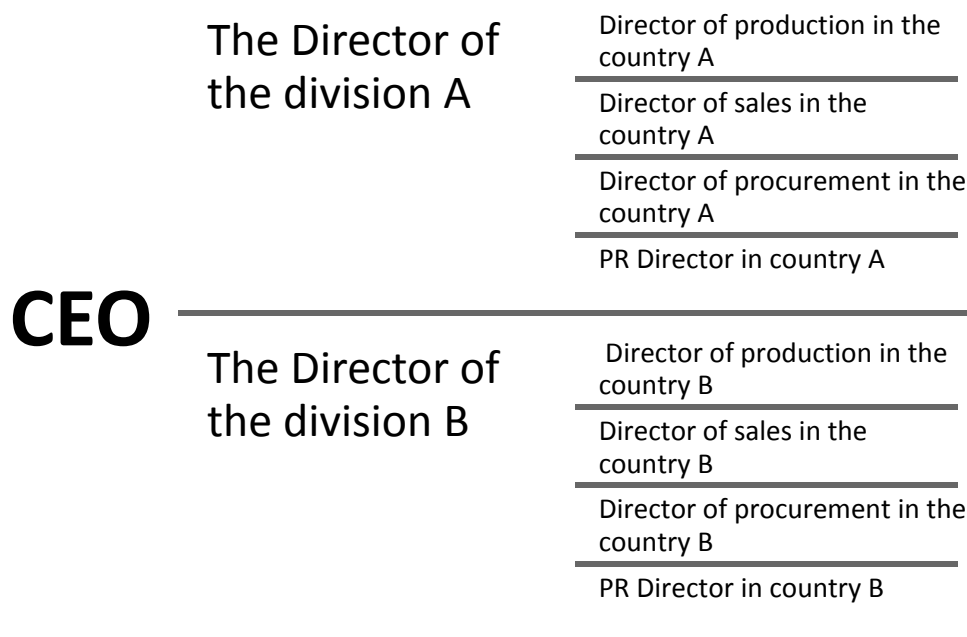 The Director of
the division A
Director of production in the
country A
Director of sales in the
country A
Director of procurement in the
country A
PR Director in country A
CEO
The Director of
the division B
Director of production in the
country B
Director of sales in the
country B
Director of procurement in the
country B
PR Director in country B